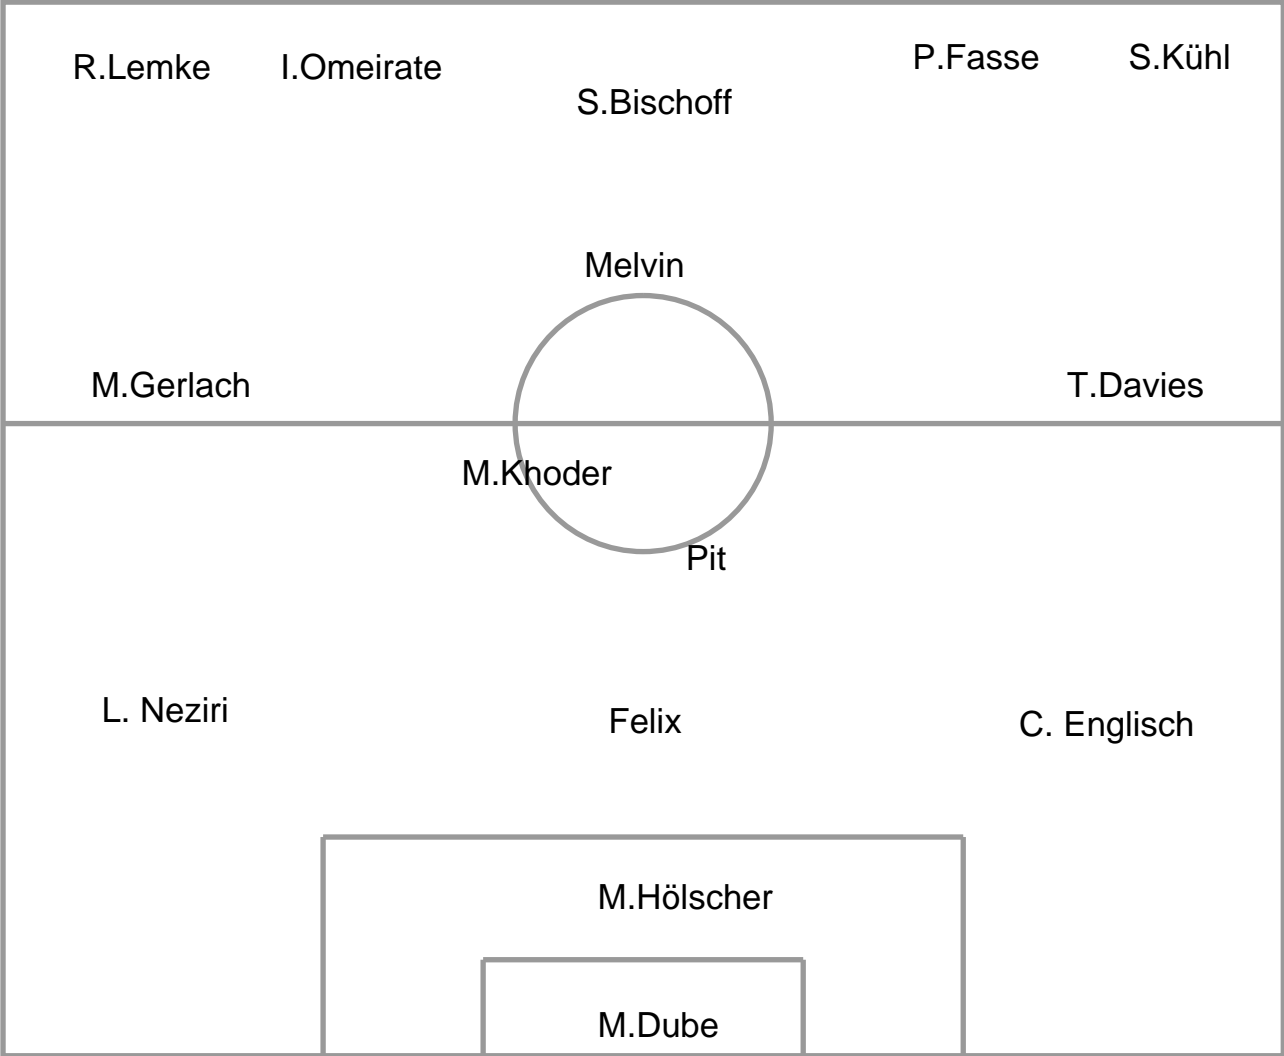 R.Lemke
I.Omeirate
S.Bischoff
P.Fasse
S.Kühl
Melvin
M.Gerlach
T.Davies
M.Khoder
Pit
L. Neziri
Felix
C. Englisch
M.Hölscher
M.Dube